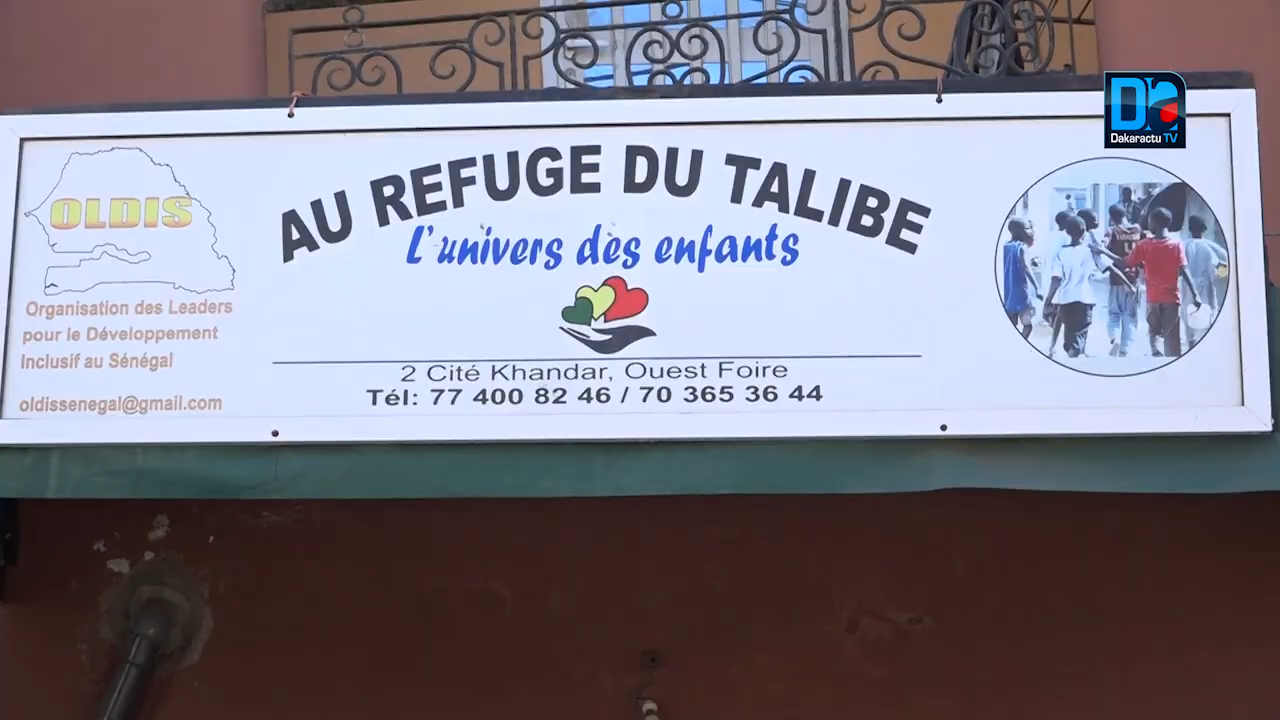 Dakaractu TV
OLDIS
Organisation des Leaders
pour le Développement
Inclusif au Sénégal
oldissenegal@gmail.com
AU REFUGE DU TALIBE
L'univers des enfants
2 Cité Khandar, Ouest Foire
Tél: 77 400 82 46 / 70 365 36 44